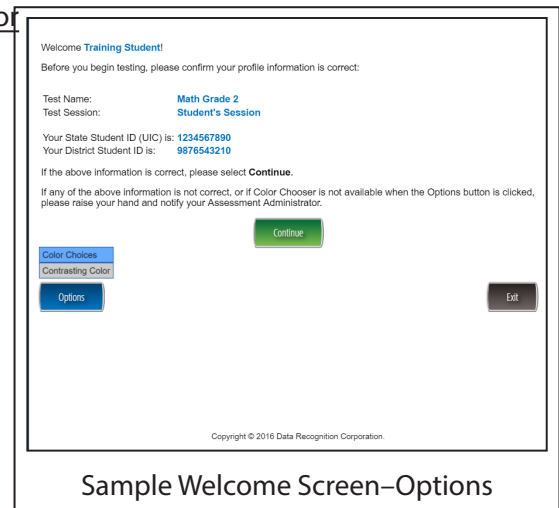 or
Welcome Training Student!
Before you begin testing, please confirm your profile information is correct:
Test Name: Math Grade 2
Test Session: Student's Session
Your State Student ID (UIC) is: 1234567890
Your District Student ID is: 9876543210
If the above information is correct, please select Continue.
If any of the above information is not correct, or if Color Chooser is not available when the Options button is clicked,
please raise your hand and notify your Assessment Administrator.
Continue
Color Choices
Contrasting Color
Options Exit
Copyright © 2016 Data Recognition Corporation.
Sample Welcome Screen–Options